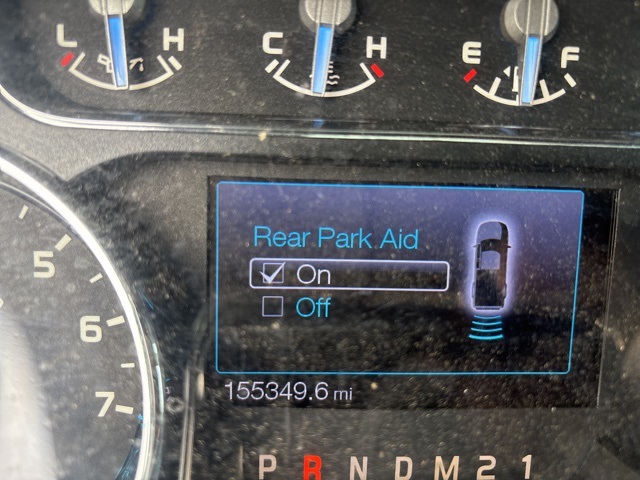 L H C H E F
Rear Park Aid
On
Off
5
6
7
155349.6 mi
P R N D M 2 1